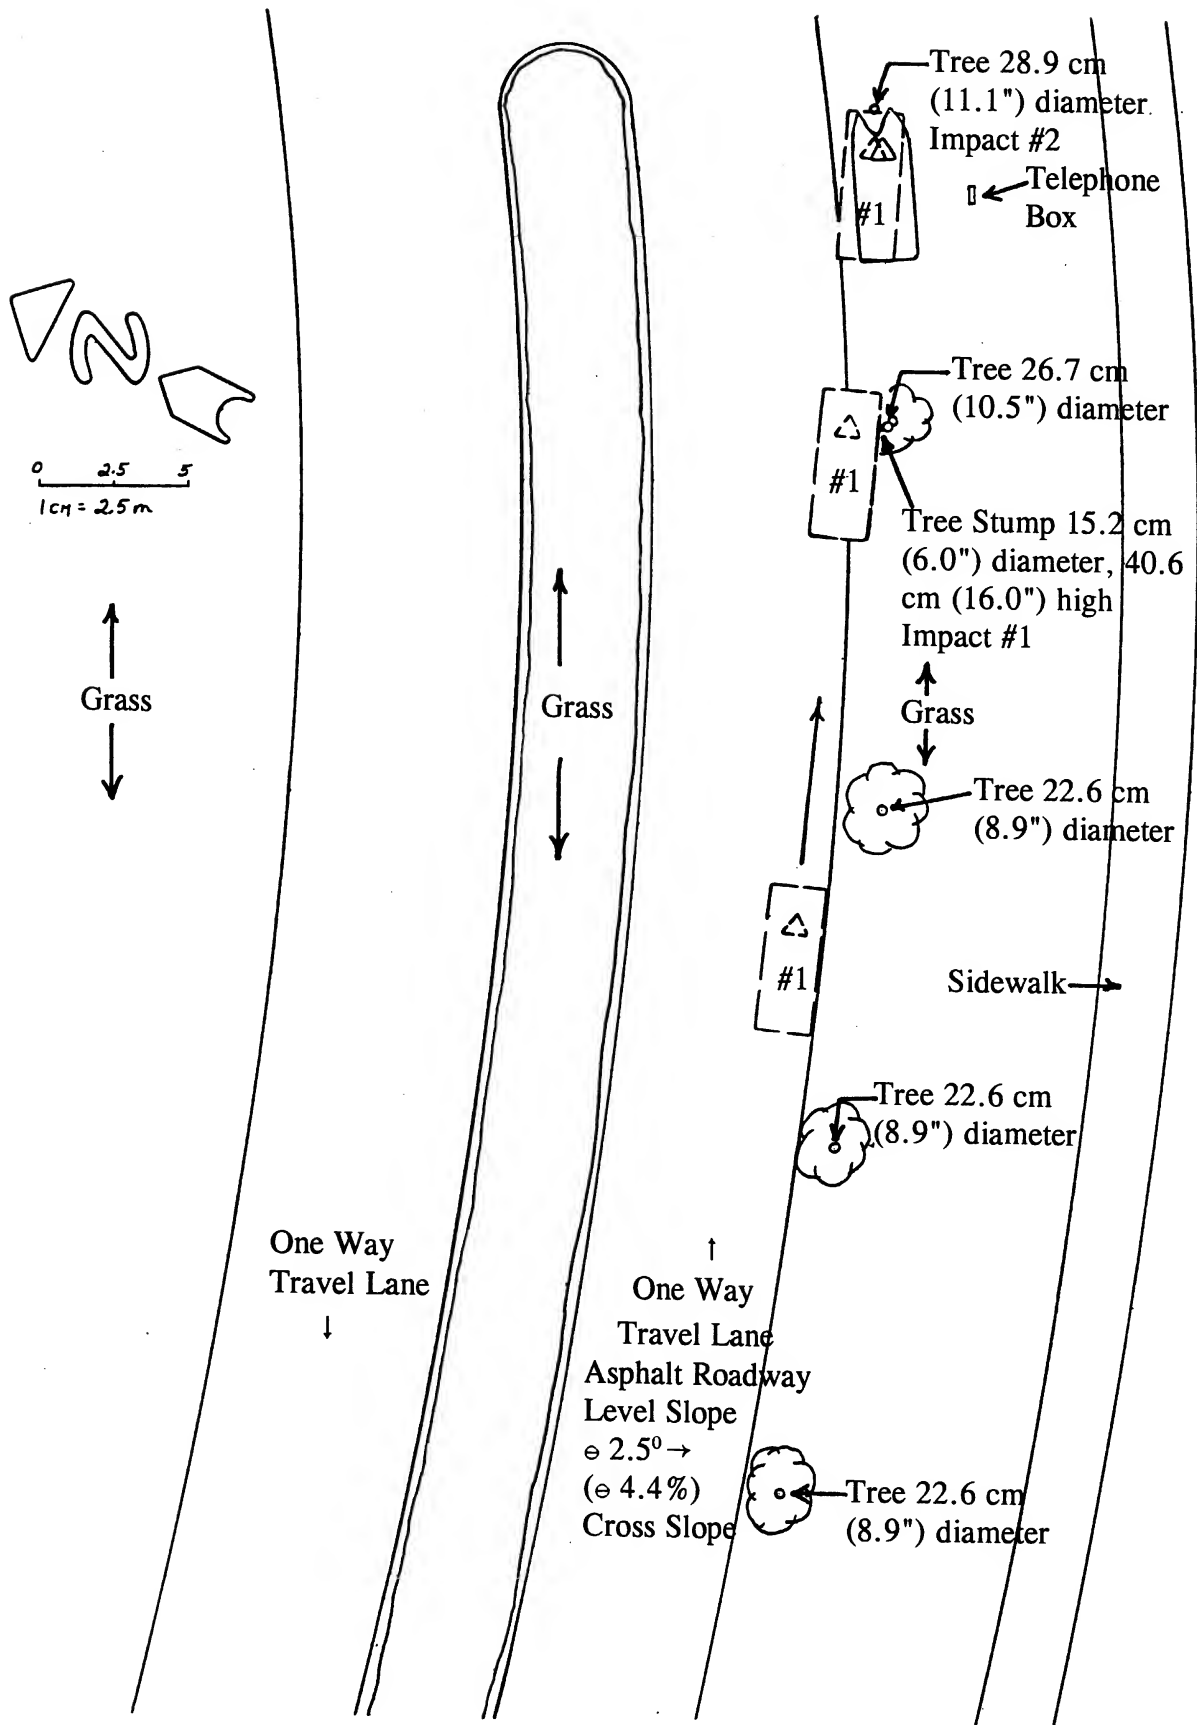 Tree 28.9 cm
(11.1") diameter.
Impact #2
Telephone
Box
#1
N
0 2.5 5
1 cm = 2.5 m
Tree 26.7 cm
(10.5") diameter
#1
Tree Stump 15.2 cm
(6.0") diameter, 40.6
cm (16.0") high
Impact #1
Grass
Grass
Grass
Tree 22.6 cm
(8.9") diameter
#1
Sidewalk
Tree 22.6 cm
(8.9") diameter
One Way
Travel Lane
↓
↑
One Way
Travel Lane
Asphalt Roadway
Level Slope
⊖ 2.5⁰ →
(⊖ 4.4%)
Cross Slope
Tree 22.6 cm
(8.9") diameter